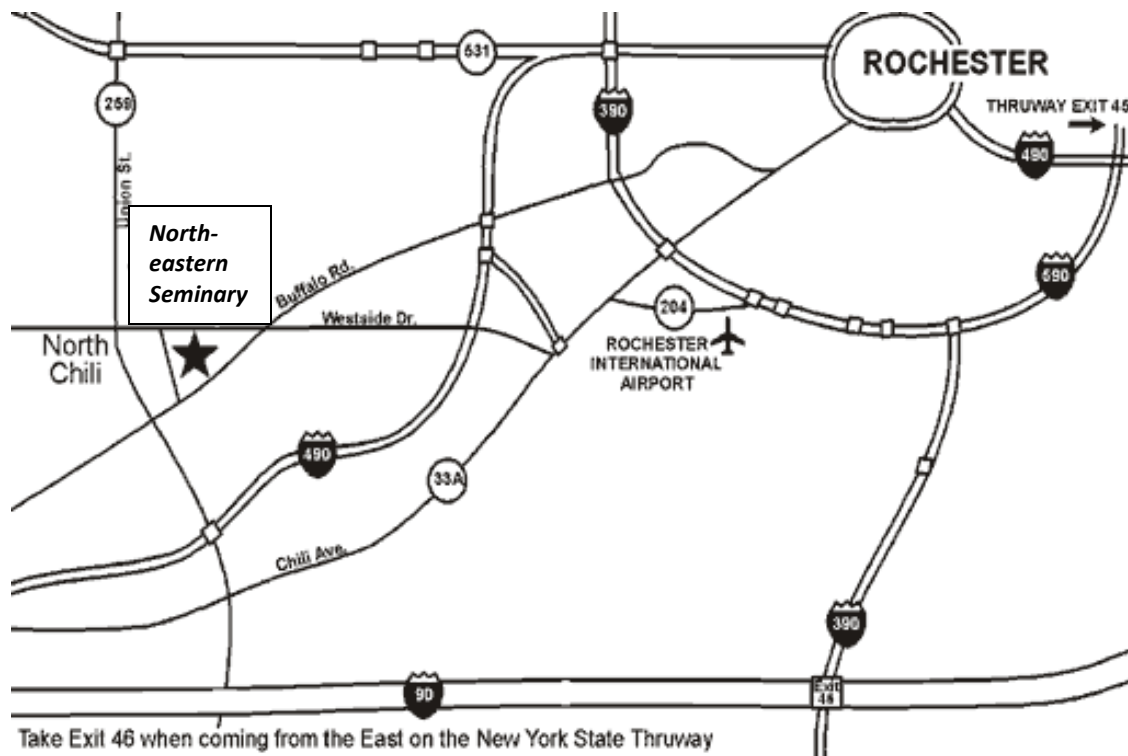 531
ROCHESTER
259
390
THRUWAY EXIT 45
490
Union St.
North-
eastern
Seminary
Buffalo Rd.
590
204
Westside Dr.
North
Chili
ROCHESTER
INTERNATIONAL
AIRPORT
490
33A
Chili Ave.
390
90
Exit
46
Take Exit 46 when coming from the East on the New York State Thruway